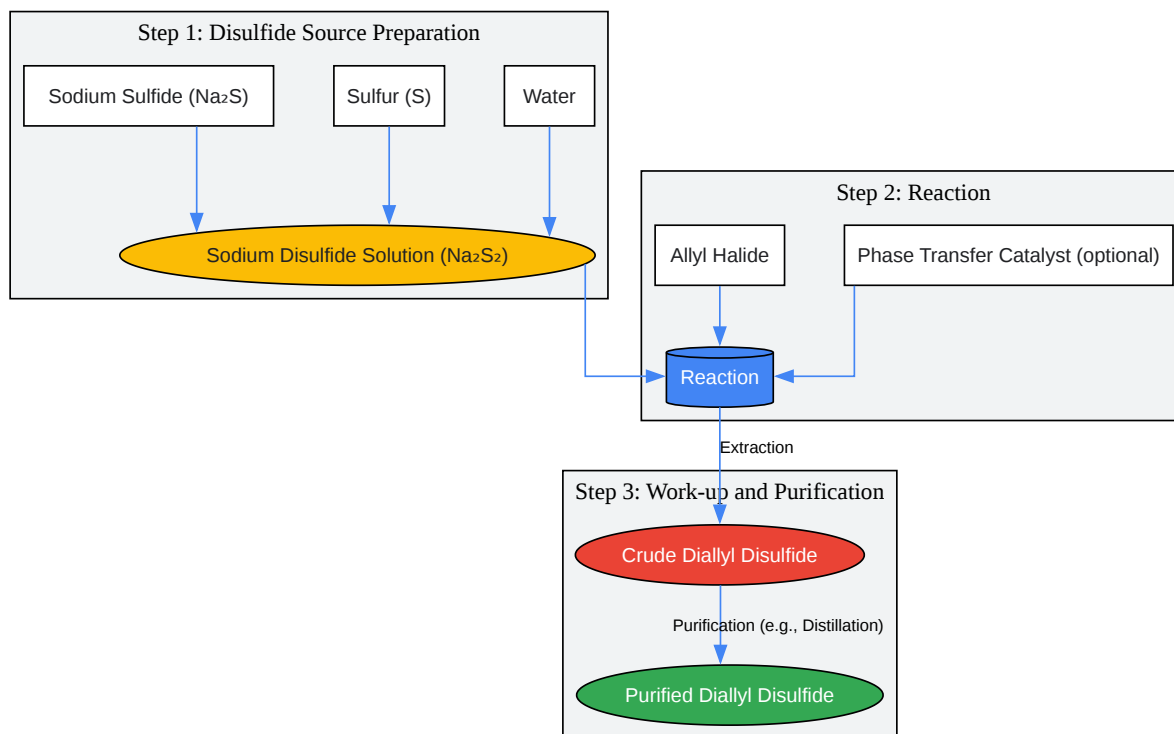 Step 1: Disulfide Source Preparation
Sodium Sulfide (Na₂S)
Sulfur (S)
Water
Sodium Disulfide Solution (Na₂S₂)
Step 2: Reaction
Allyl Halide
Phase Transfer Catalyst (optional)
Reaction
Extraction
Step 3: Work-up and Purification
Crude Diallyl Disulfide
Purification (e.g., Distillation)
Purified Diallyl Disulfide